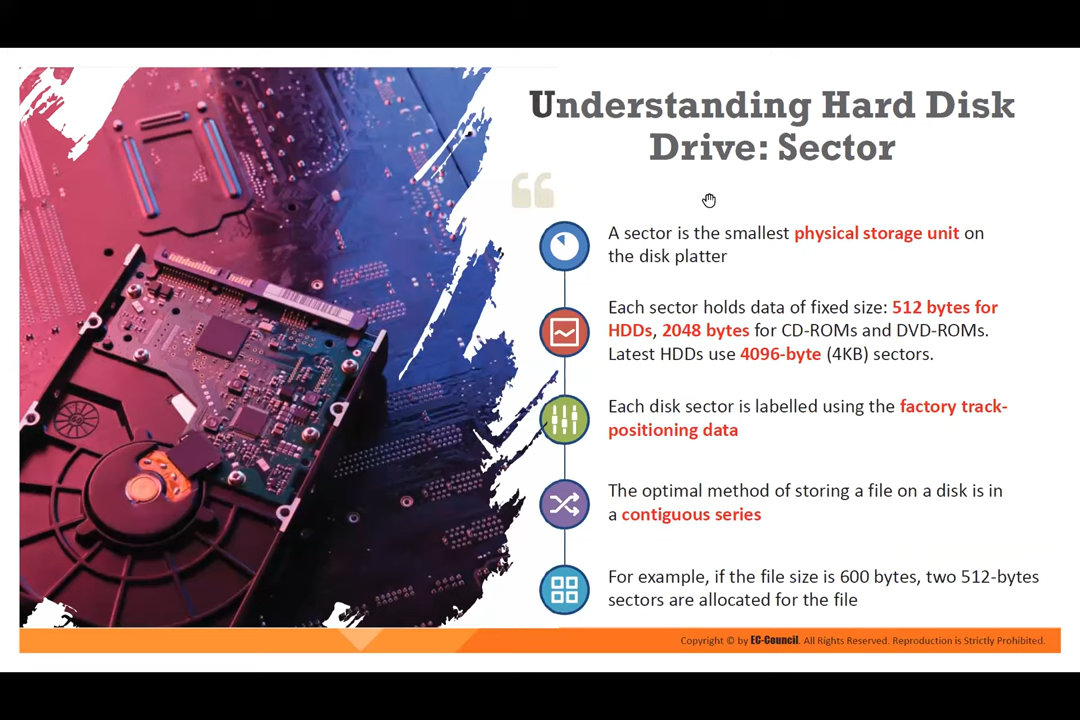 Understanding Hard Disk
Drive: Sector
A sector is the smallest physical storage unit on
the disk platter
Each sector holds data of fixed size: 512 bytes for
HDDs, 2048 bytes for CD-ROMs and DVD-ROMs.
Latest HDDs use 4096-byte (4KB) sectors.
Each disk sector is labelled using the factory track-
positioning data
The optimal method of storing a file on a disk is in
a contiguous series
For example, if the file size is 600 bytes, two 512-bytes
sectors are allocated for the file
Copyright © by EC-Council. All Rights Reserved. Reproduction is Strictly Prohibited.